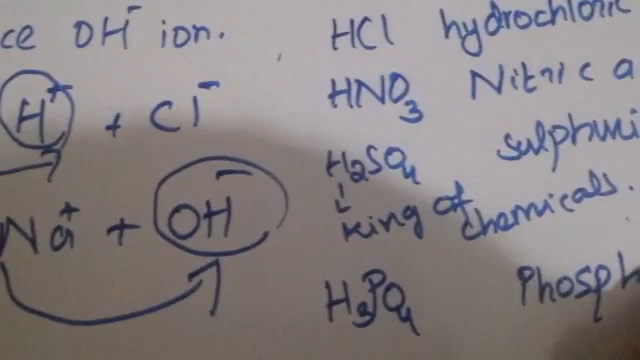 ce OH⁻ ion.
H⁺ + Cl⁻
Na⁺ + OH⁻
HCl hydrochloric
HNO₃ Nitric a
H₂SO₄ sulphuri
king of chemicals.
H₃PO₄ Phosph